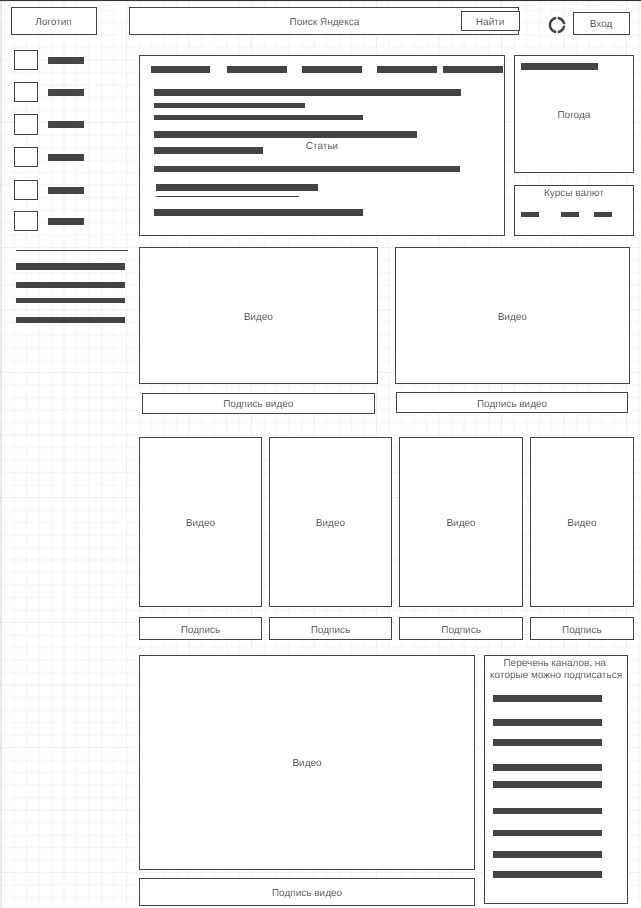 Логотип
Поиск Яндекса
Найти
Вход
Статьи
Погода
Курсы валют
Видео
Видео
Подпись видео
Подпись видео
Видео
Видео
Видео
Видео
Подпись
Подпись
Подпись
Подпись
Видео
Перечень каналов, на
которые можно подписаться
Подпись видео